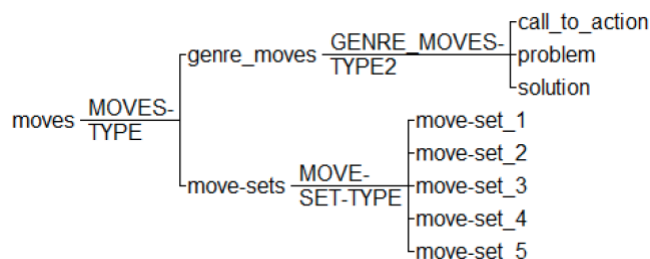 call_to_action
genre_moves GENRE_MOVES-
TYPE2
problem
solution
moves MOVES-
TYPE
move-set_1
move-set_2
move-sets MOVE-
SET-TYPE
move-set_3
move-set_4
move-set_5